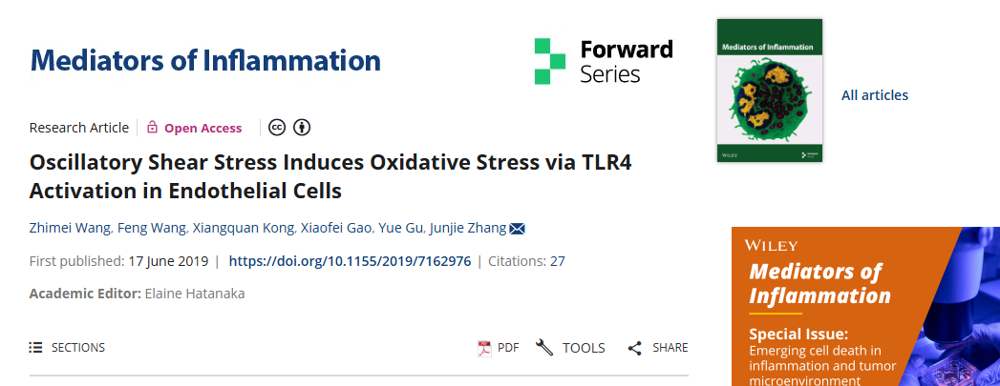 Mediators of Inflammation
Forward
Series
Research Article
Open Access
Oscillatory Shear Stress Induces Oxidative Stress via TLR4
Activation in Endothelial Cells
Zhimei Wang, Feng Wang, Xiangquan Kong, Xiaofei Gao, Yue Gu, Junjie Zhang
First published: 17 June 2019 | https://doi.org/10.1155/2019/7162976 | Citations: 27
Academic Editor: Elaine Hatanaka
SECTIONS
PDF
TOOLS
SHARE
Mediators of Inflammation
WILEY
All articles
WILEY
Mediators of
Inflammation
Special Issue:
Emerging cell death in
inflammation and tumor
microenvironment